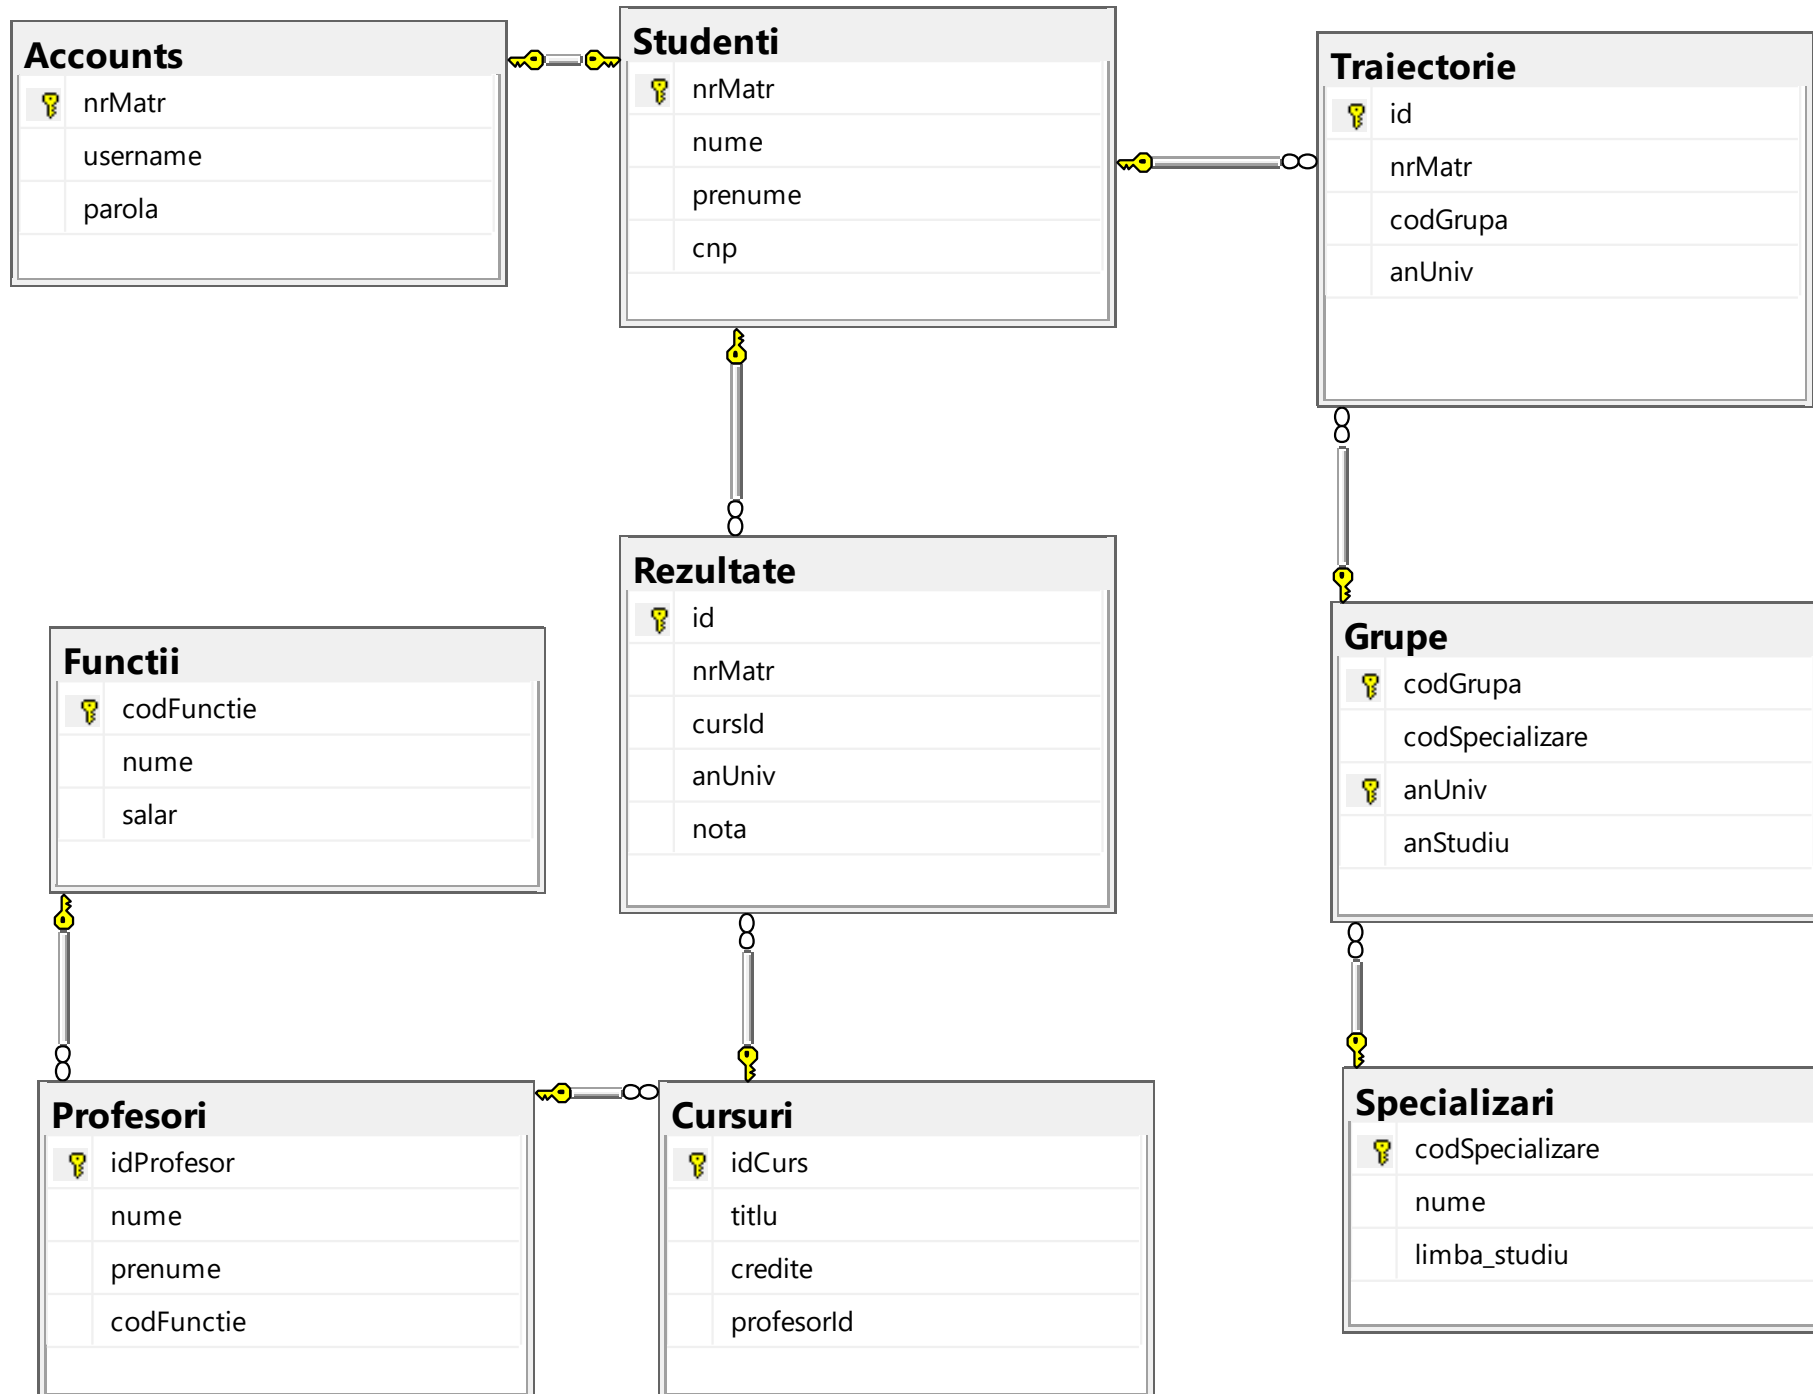 Accounts
nrMatr
username
parola
Studenti
nrMatr
nume
prenume
cnp
Traiectorie
id
nrMatr
codGrupa
anUniv
Rezultate
id
nrMatr
cursId
anUniv
nota
Functii
codFunctie
nume
salar
Grupe
codGrupa
codSpecializare
anUniv
anStudiu
Profesori
idProfesor
nume
prenume
codFunctie
Cursuri
idCurs
titlu
credite
profesorId
Specializari
codSpecializare
nume
limba_studiu